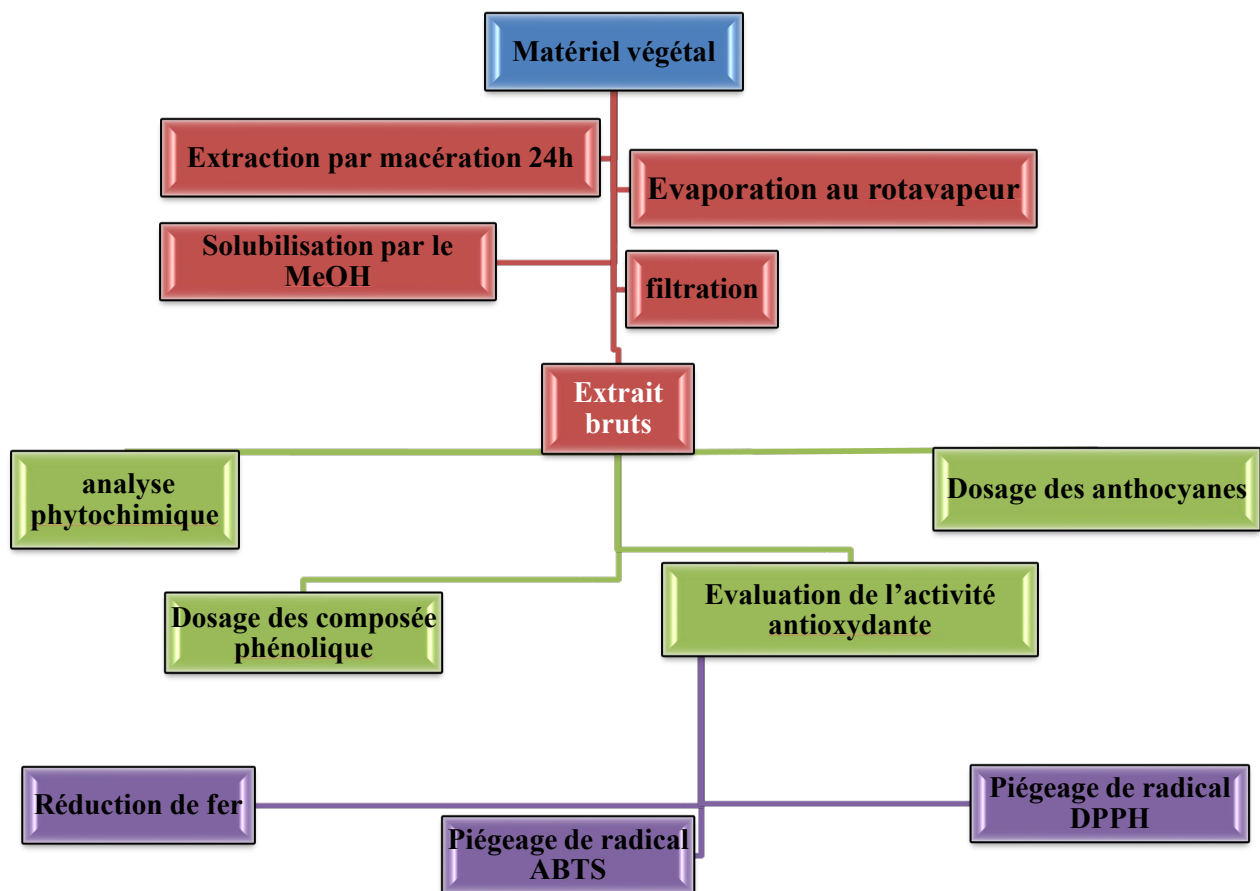 Matériel végétal
Extraction par macération 24h
Evaporation au rotavapeur
Solubilisation par le
MeOH
filtration
Extrait
bruts
analyse
phytochimique
Dosage des anthocyanes
Dosage des composée
phénolique
Evaluation de l’activité
antioxydante
Réduction de fer
Piégeage de radical
ABTS
Piégeage de radical
DPPH